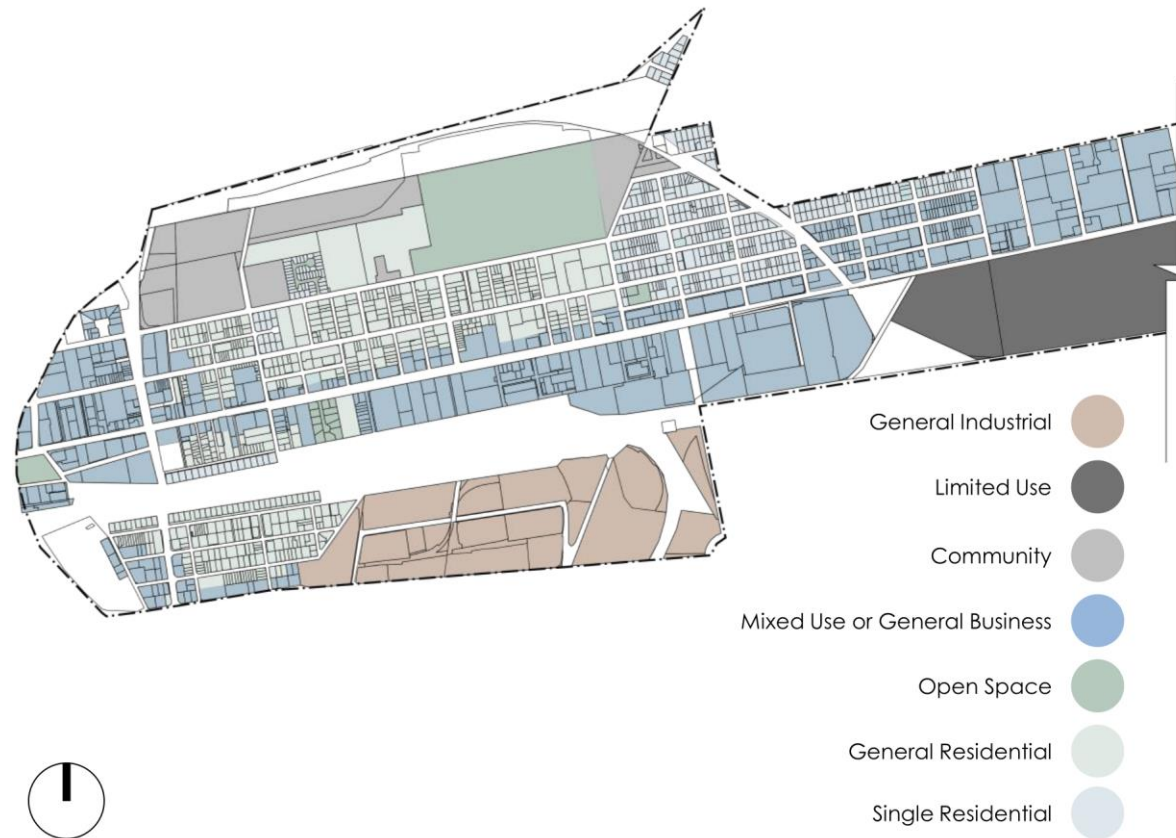 General Industrial
Limited Use
Community
Mixed Use or General Business
Open Space
General Residential
Single Residential